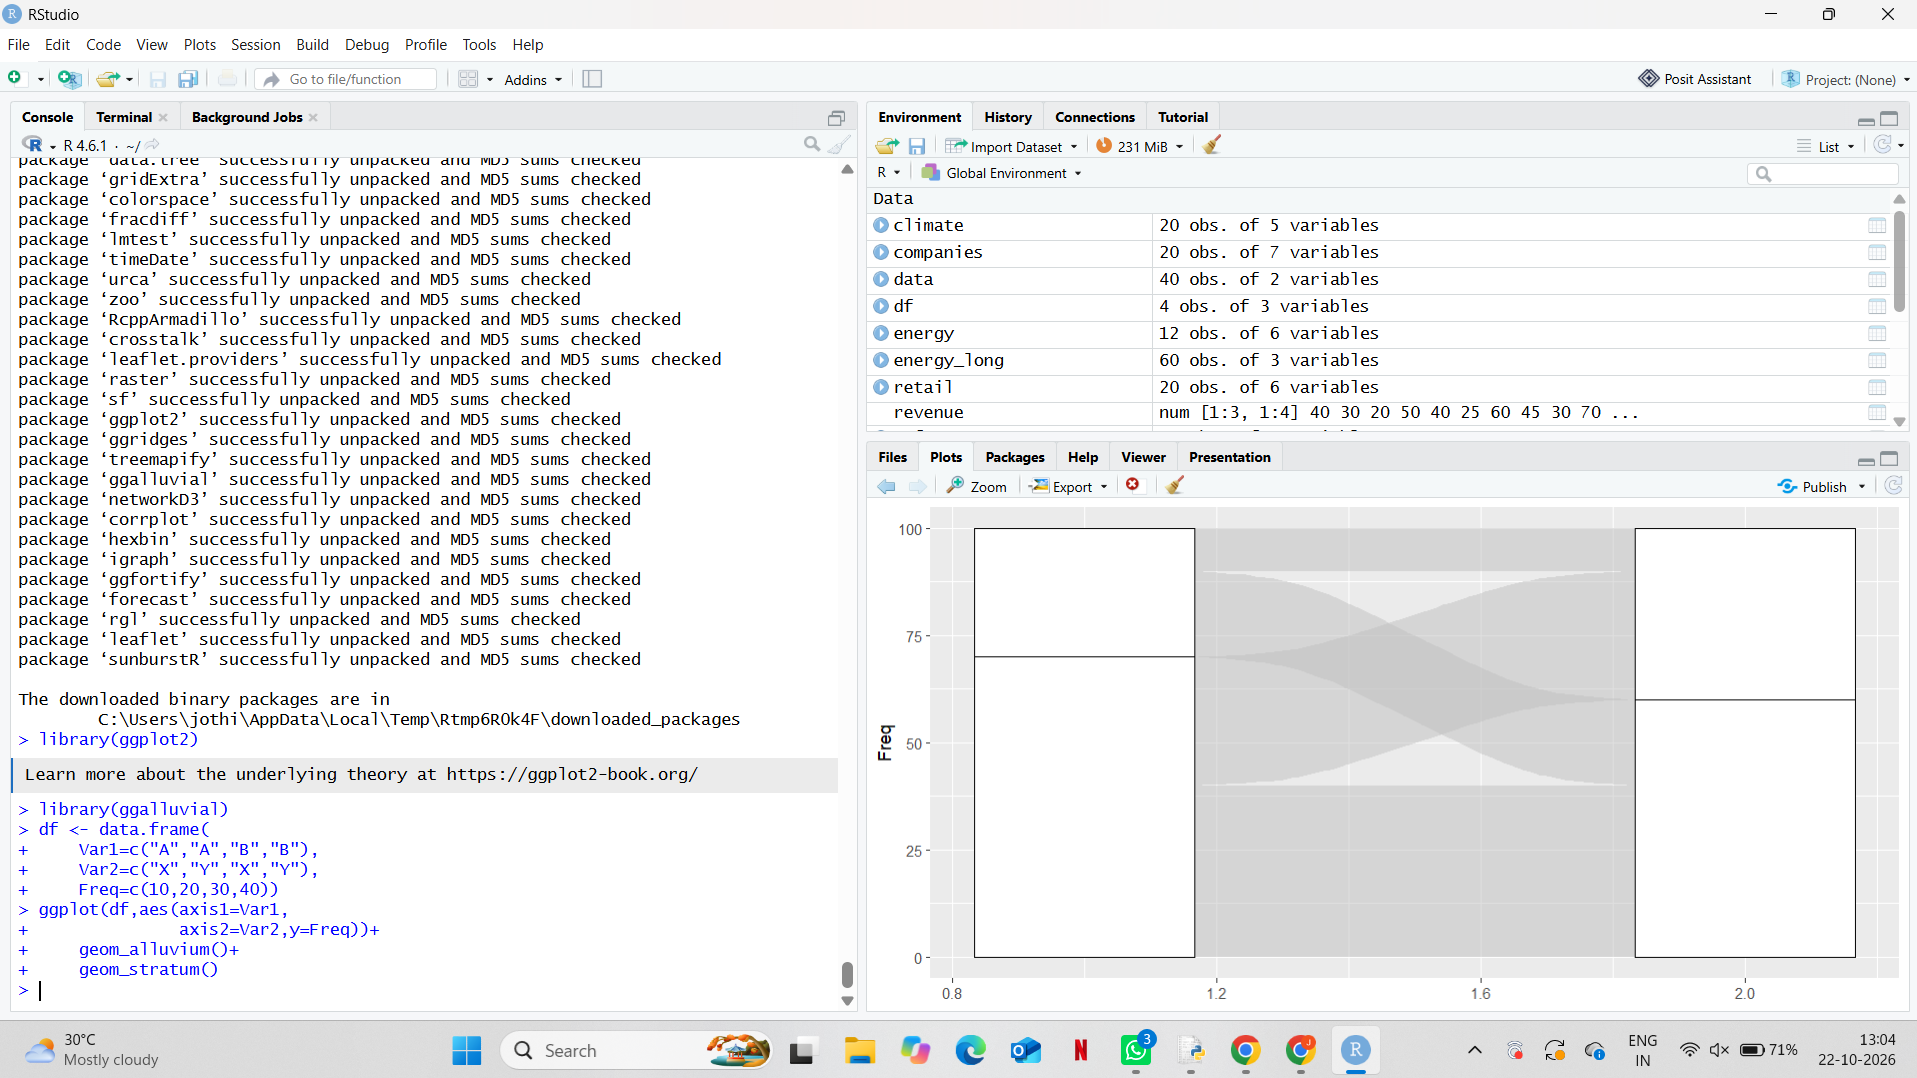 RStudio
File Edit Code View Plots Session Build Debug Profile Tools Help
Go to file/function Addins Posit Assistant Project: (None)
Console Terminal Background Jobs
R 4.6.1 · ~/
package ‘data.tree’ successfully unpacked and MD5 sums checked
package ‘gridExtra’ successfully unpacked and MD5 sums checked
package ‘colorspace’ successfully unpacked and MD5 sums checked
package ‘fracdiff’ successfully unpacked and MD5 sums checked
package ‘lmtest’ successfully unpacked and MD5 sums checked
package ‘timeDate’ successfully unpacked and MD5 sums checked
package ‘urca’ successfully unpacked and MD5 sums checked
package ‘zoo’ successfully unpacked and MD5 sums checked
package ‘RcppArmadillo’ successfully unpacked and MD5 sums checked
package ‘crosstalk’ successfully unpacked and MD5 sums checked
package ‘leaflet.providers’ successfully unpacked and MD5 sums checked
package ‘raster’ successfully unpacked and MD5 sums checked
package ‘sf’ successfully unpacked and MD5 sums checked
package ‘ggplot2’ successfully unpacked and MD5 sums checked
package ‘ggridges’ successfully unpacked and MD5 sums checked
package ‘treemapify’ successfully unpacked and MD5 sums checked
package ‘ggalluvial’ successfully unpacked and MD5 sums checked
package ‘networkD3’ successfully unpacked and MD5 sums checked
package ‘corrplot’ successfully unpacked and MD5 sums checked
package ‘hexbin’ successfully unpacked and MD5 sums checked
package ‘igraph’ successfully unpacked and MD5 sums checked
package ‘ggfortify’ successfully unpacked and MD5 sums checked
package ‘forecast’ successfully unpacked and MD5 sums checked
package ‘rgl’ successfully unpacked and MD5 sums checked
package ‘leaflet’ successfully unpacked and MD5 sums checked
package ‘sunburstR’ successfully unpacked and MD5 sums checked
The downloaded binary packages are in
C:\Users\jothi\AppData\Local\Temp\Rtmp6R0k4F\downloaded_packages
> library(ggplot2)
Learn more about the underlying theory at https://ggplot2-book.org/
> library(ggalluvial)
> df <- data.frame(
+ Var1=c("A","A","B","B"),
+ Var2=c("X","Y","X","Y"),
+ Freq=c(10,20,30,40))
> ggplot(df,aes(axis1=Var1,
+ axis2=Var2,y=Freq))+
+ geom_alluvium()+
+ geom_stratum()
>
Environment History Connections Tutorial
Import Dataset 231 MiB List
R Global Environment
Data
climate 20 obs. of 5 variables
companies 20 obs. of 7 variables
data 40 obs. of 2 variables
df 4 obs. of 3 variables
energy 12 obs. of 6 variables
energy_long 60 obs. of 3 variables
retail 20 obs. of 6 variables
revenue num [1:3, 1:4] 40 30 20 50 40 25 60 45 30 70 ...
Files Plots Packages Help Viewer Presentation
Zoom Export Publish
100
75
50
25
0
Freq
0.8 1.2 1.6 2.0
30°C
Mostly cloudy
Search
3
ENG
IN
71%
13:04
22-10-2026